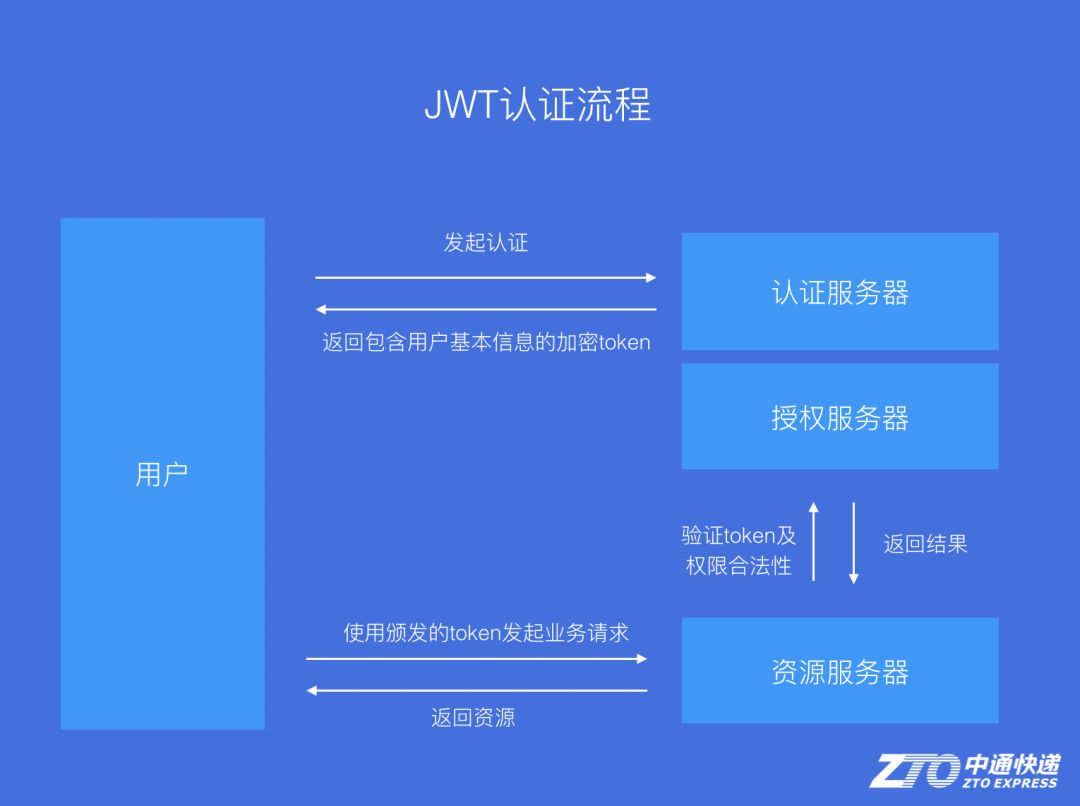 JWT认证流程
发起认证
认证服务器
返回包含用户基本信息的加密token
授权服务器
用户
验证token及
权限合法性
返回结果
使用颁发的token发起业务请求
资源服务器
返回资源
ZTO中通快递
ZTO EXPRESS